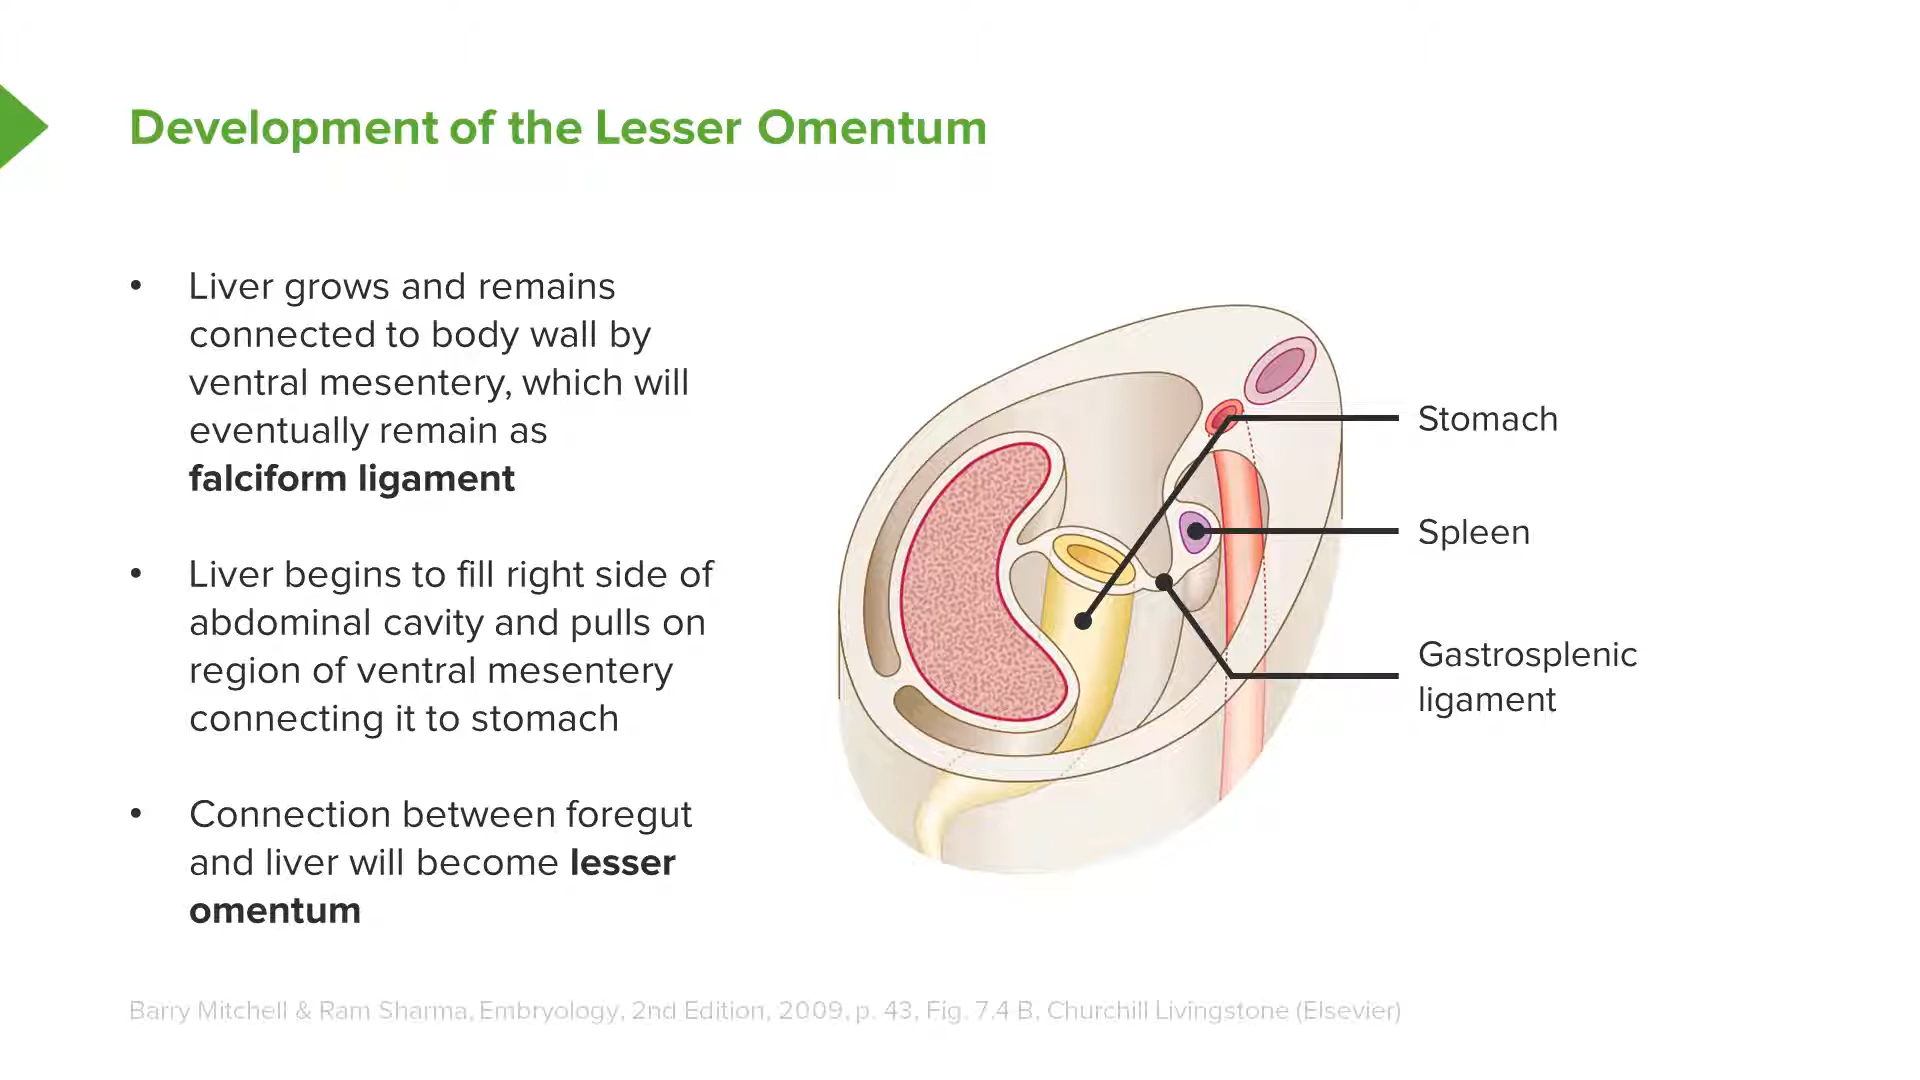 Development of the Lesser Omentum
• Liver grows and remains
connected to body wall by
ventral mesentery, which will
eventually remain as
falciform ligament
• Liver begins to fill right side of
abdominal cavity and pulls on
region of ventral mesentery
connecting it to stomach
• Connection between foregut
and liver will become lesser
omentum
Stomach
Spleen
Gastrosplenic
ligament
Barry Mitchell & Ram Sharma, Embryology, 2nd Edition, 2009, p. 43, Fig. 7.4 B, Churchill Livingstone (Elsevier)